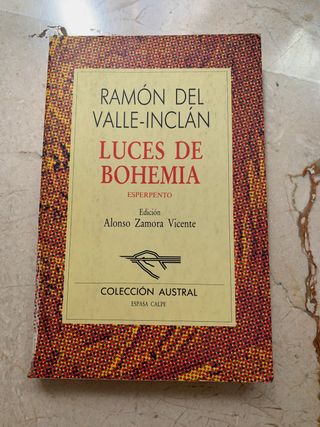 RAMÓN DEL
VALLE-INCLÁN
LUCES DE
BOHEMIA
ESPERPENTO
Edición
Alonso Zamora Vicente
COLECCIÓN AUSTRAL
ESPASA CALPE